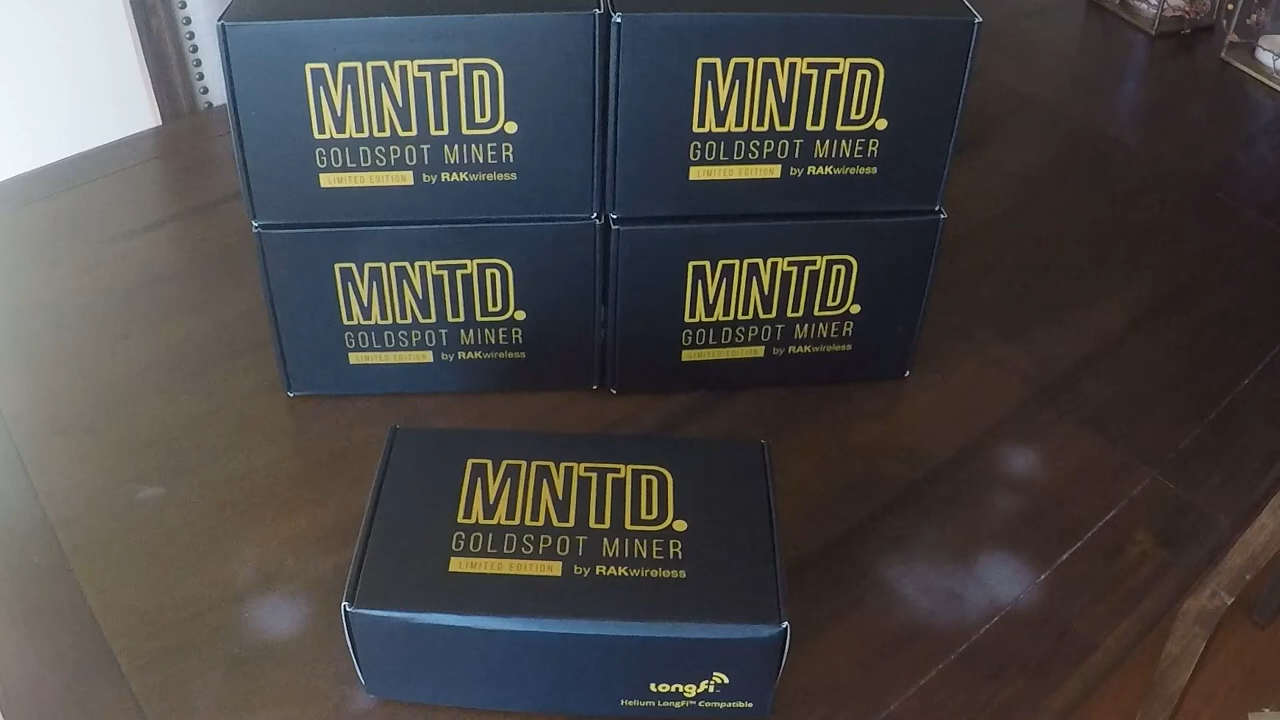 MNTD.
GOLDSPOT MINER
LIMITED EDITION by RAKwireless
MNTD.
GOLDSPOT MINER
LIMITED EDITION by RAKwireless
MNTD.
GOLDSPOT MINER
LIMITED EDITION by RAKwireless
MNTD.
GOLDSPOT MINER
LIMITED EDITION by RAKwireless
MNTD.
GOLDSPOT MINER
LIMITED EDITION by RAKwireless
LongFi™
Helium LongFi™ Compatible